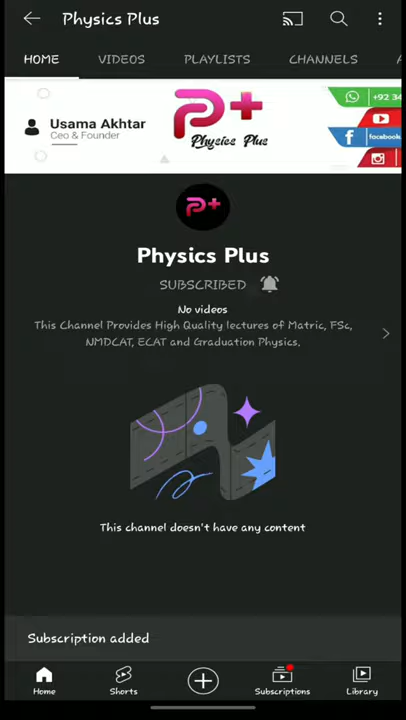 Physics Plus
HOME VIDEOS PLAYLISTS CHANNELS
Usama Akhtar
Ceo & Founder
P+
Physics Plus
+92 34
facebook
P+
Physics Plus
SUBSCRIBED
No videos
This Channel Provides High Quality lectures of Matric, FSc,
NMDCAT, ECAT and Graduation Physics.
This channel doesn't have any content
Subscription added
Home Shorts Subscriptions Library